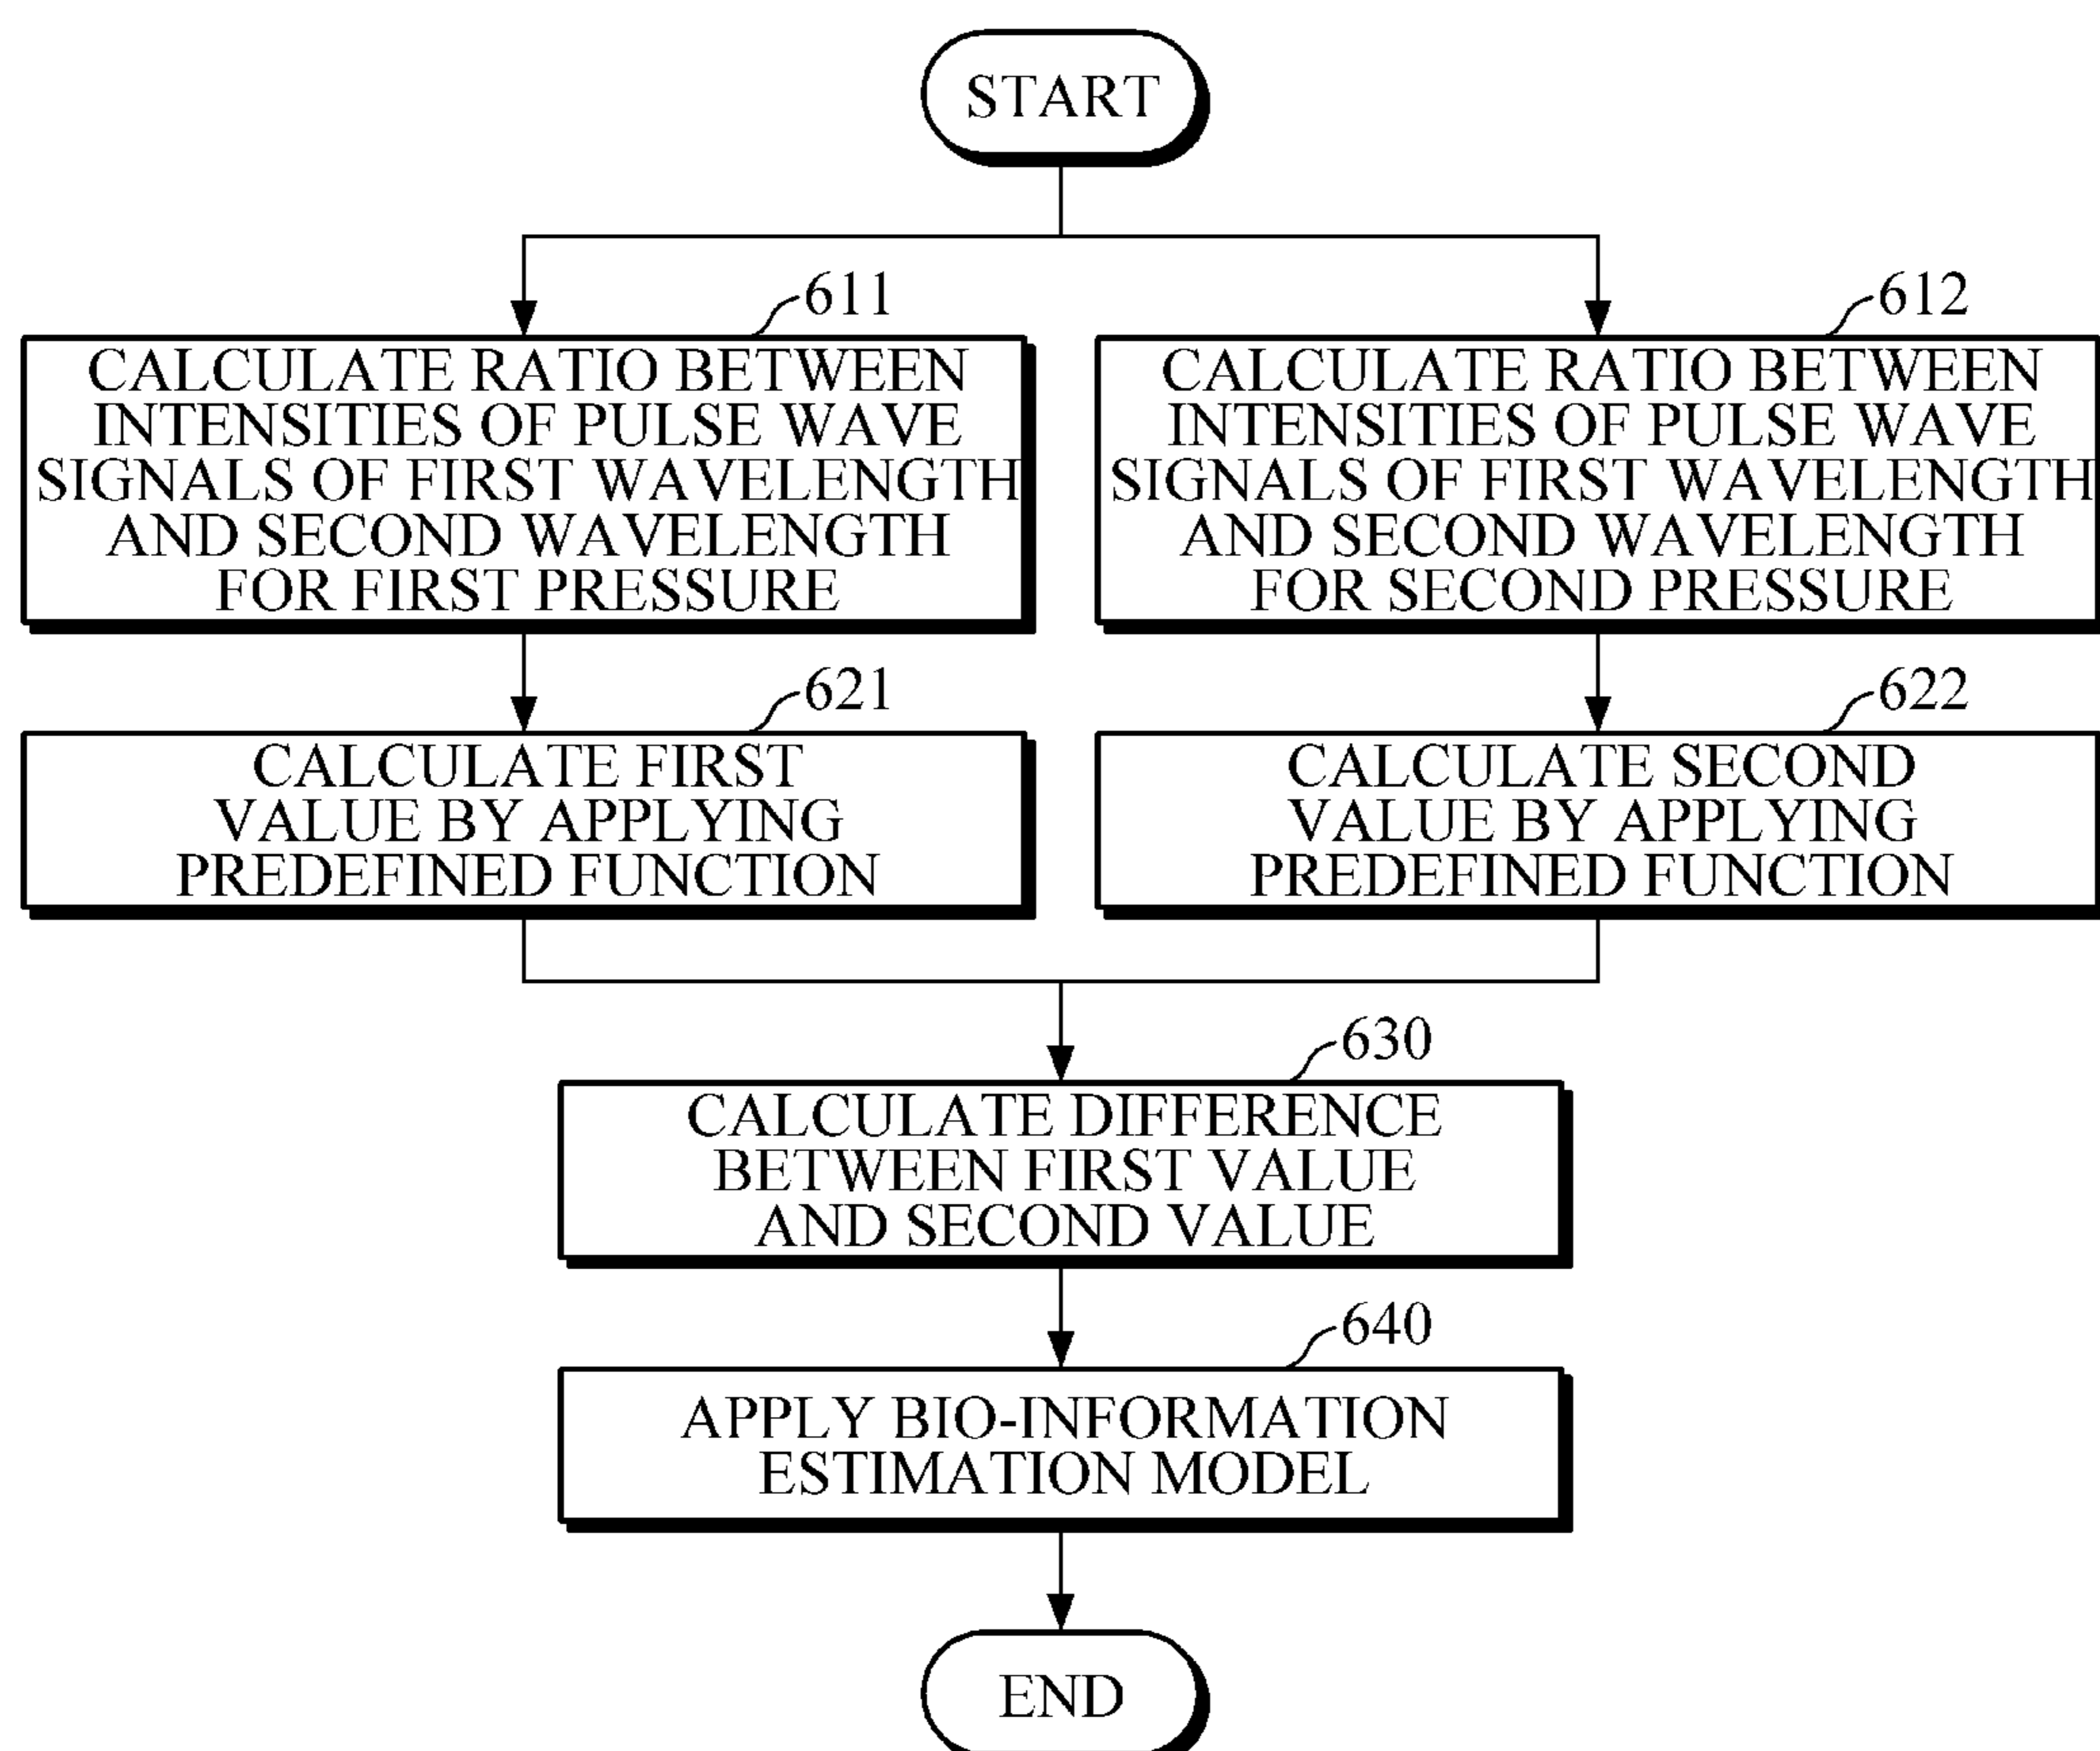 START
611
CALCULATE RATIO BETWEEN
INTENSITIES OF PULSE WAVE
SIGNALS OF FIRST WAVELENGTH
AND SECOND WAVELENGTH
FOR FIRST PRESSURE
612
CALCULATE RATIO BETWEEN
INTENSITIES OF PULSE WAVE
SIGNALS OF FIRST WAVELENGTH
AND SECOND WAVELENGTH
FOR SECOND PRESSURE
621
CALCULATE FIRST
VALUE BY APPLYING
PREDEFINED FUNCTION
622
CALCULATE SECOND
VALUE BY APPLYING
PREDEFINED FUNCTION
630
CALCULATE DIFFERENCE
BETWEEN FIRST VALUE
AND SECOND VALUE
640
APPLY BIO-INFORMATION
ESTIMATION MODEL
END